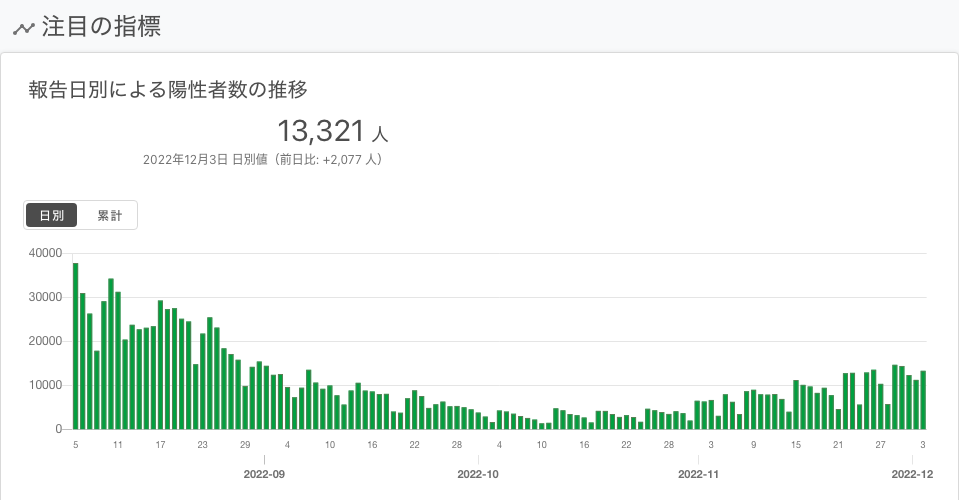 注目の指標
報告日別による陽性者数の推移
13,321 人
2022年12月3日 日別値（前日比: +2,077 人）
日別 累計
40000
30000
20000
10000
0
5 11 17 23 29 4 10 16 22 28 4 10 16 22 28 3 9 15 21 27 3
2022-09 2022-10 2022-11 2022-12